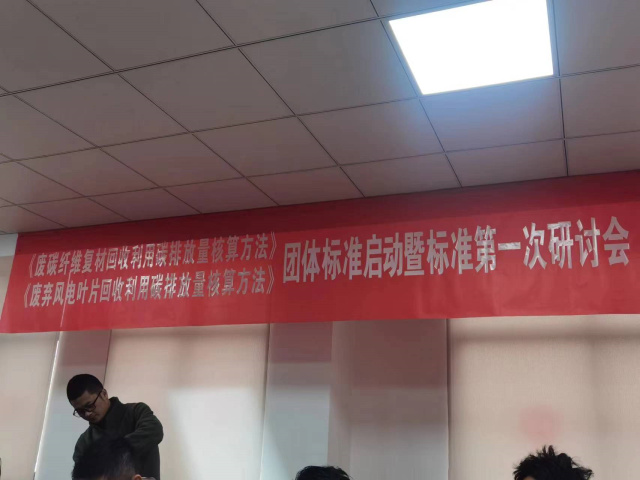 《废碳纤维复材回收利用碳排放量核算方法》
《废弃风电叶片回收利用碳排放量核算方法》
团体标准启动暨标准第一次研讨会